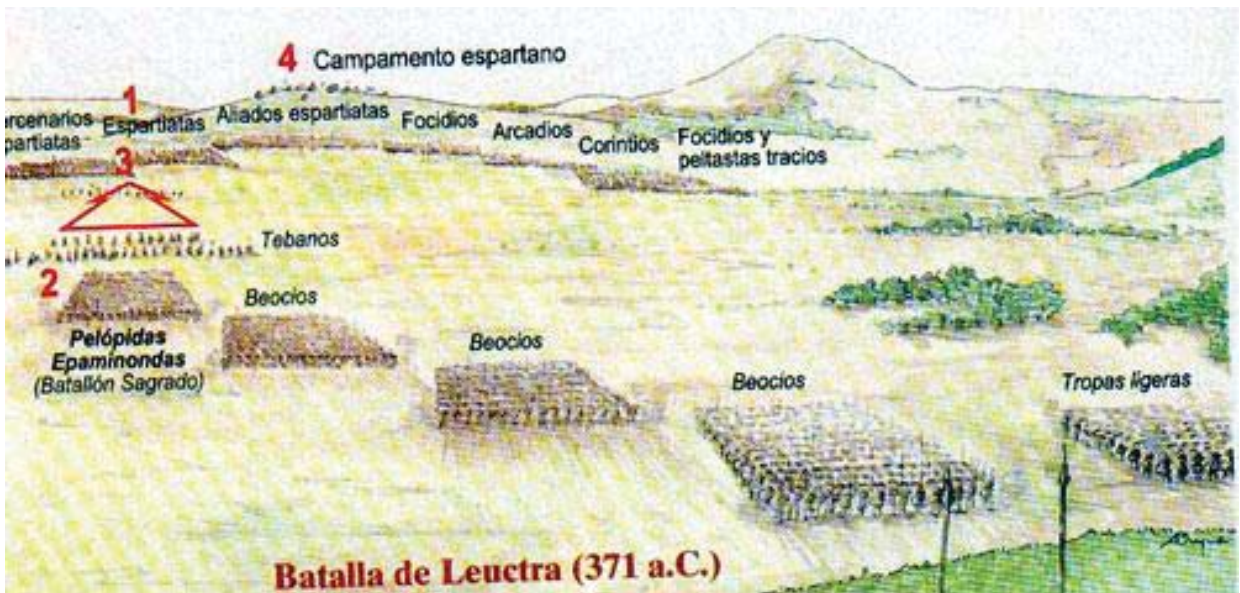 4 Campamento espartano
1
Espartiatas
Aliados espartiatas
Focidios
Arcadios
Coríntios
Focidios y
peltastas tracios
3
Tebanos
2
Pelópidas
Epaminondas
(Batallón Sagrado)
Beocios
Beocios
Beocios
Tropas ligeras
Batalla de Leuctra (371 a.C.)